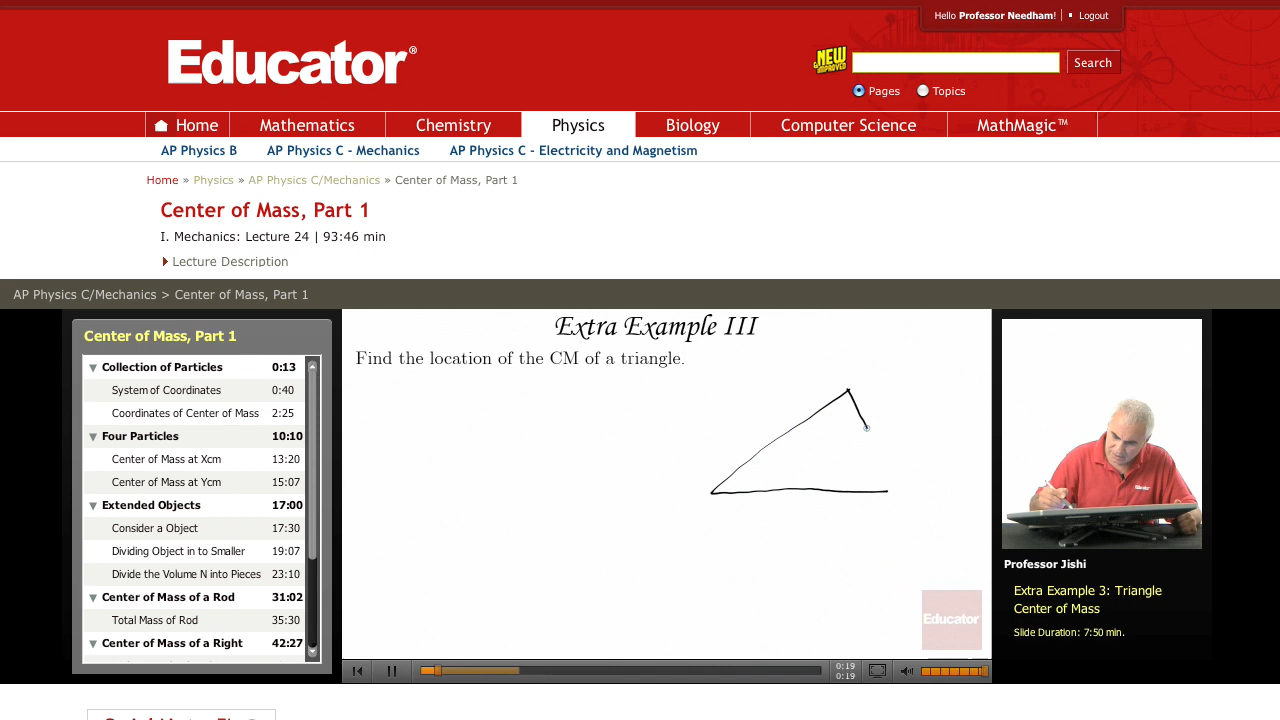 Hello Professor Needham! Logout
Educator®
NEW
& IMPROVED
Search
Pages Topics
Home Mathematics Chemistry Physics Biology Computer Science MathMagic™
AP Physics B AP Physics C - Mechanics AP Physics C - Electricity and Magnetism
Home » Physics » AP Physics C/Mechanics » Center of Mass, Part 1
Center of Mass, Part 1
I. Mechanics: Lecture 24 | 93:46 min
Lecture Description
AP Physics C/Mechanics > Center of Mass, Part 1
Center of Mass, Part 1
Collection of Particles 0:13
System of Coordinates 0:40
Coordinates of Center of Mass 2:25
Four Particles 10:10
Center of Mass at Xcm 13:20
Center of Mass at Ycm 15:07
Extended Objects 17:00
Consider a Object 17:30
Dividing Object in to Smaller 19:07
Divide the Volume N into Pieces 23:10
Center of Mass of a Rod 31:02
Total Mass of Rod 35:30
Center of Mass of a Right 42:27
Extra Example III
Find the location of the CM of a triangle.
Educator
0:19
0:19
Professor Jishi
Extra Example 3: Triangle
Center of Mass
Slide Duration: 7:50 min.